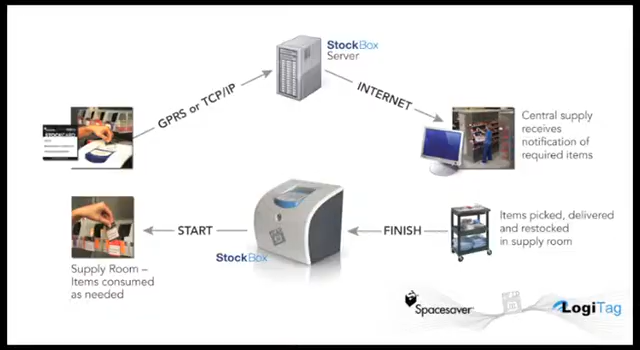 StockBox
Server
GPRS or TCP/IP
INTERNET
Central supply
receives
notification of
required items
START
StockBox
FINISH
Items picked, delivered
and restocked
in supply room
Supply Room –
Items consumed
as needed
Spacesaver
LogiTag